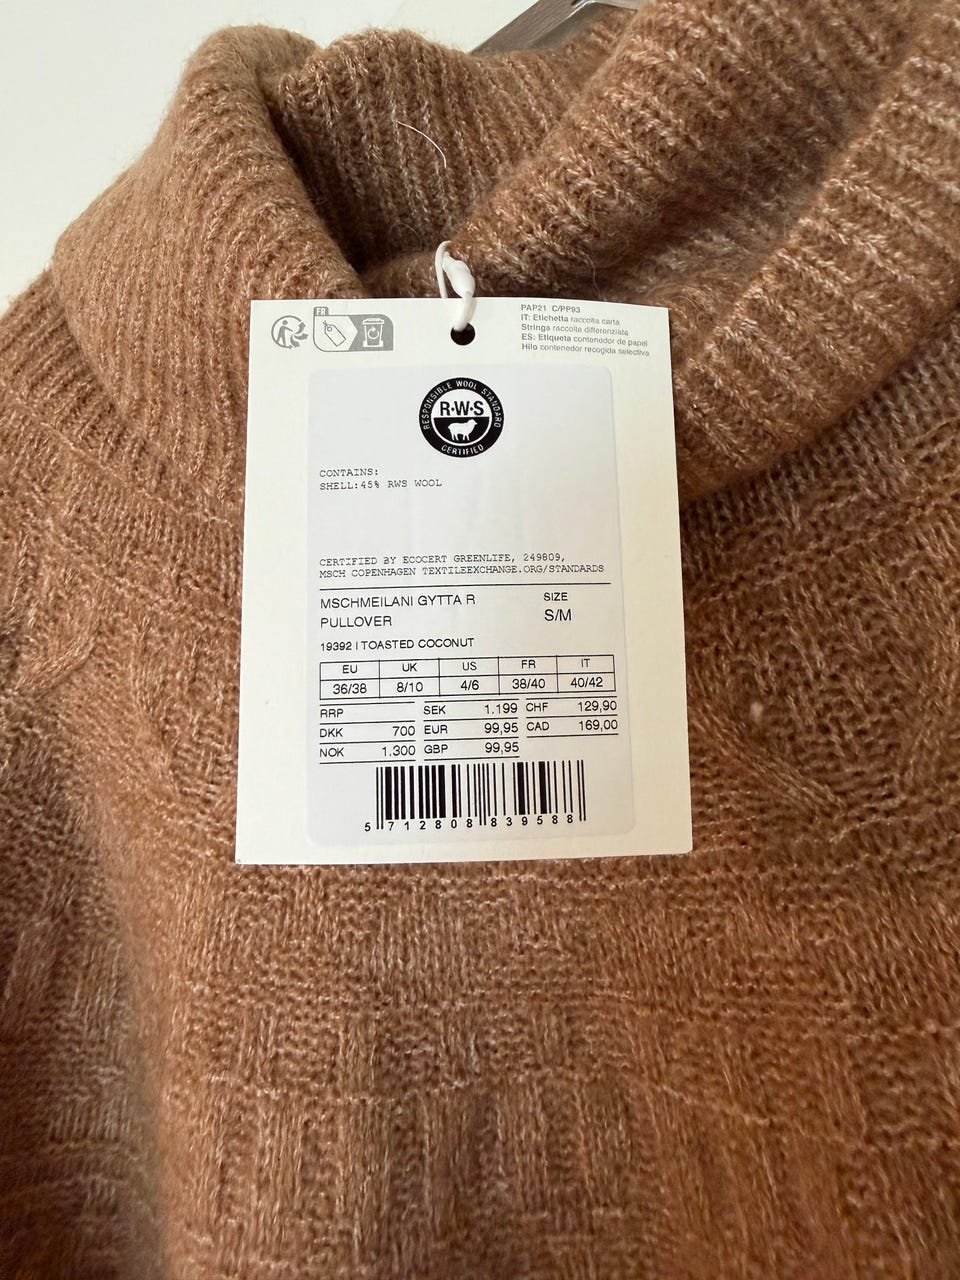 FR
PAP21 C/PP93
IT: Etichetta raccolta carta
Stringa raccolta differenziata
ES: Etiqueta contenedor de papel
Hilo contenedor recogida selectiva
RESPONSIBLE WOOL STANDARD
R·W·S
CERTIFIED
CONTAINS:
SHELL:45% RWS WOOL
CERTIFIED BY ECOCERT GREENLIFE, 249809,
MSCH COPENHAGEN TEXTILEEXCHANGE.ORG/STANDARDS
MSCHMEILANI GYTTA R SIZE
PULLOVER S/M
19392 | TOASTED COCONUT
EU UK US FR IT
36/38 8/10 4/6 38/40 40/42
RRP SEK 1.199 CHF 129,90
DKK 700 EUR 99,95 CAD 169,00
NOK 1.300 GBP 99,95
5 712808 839588